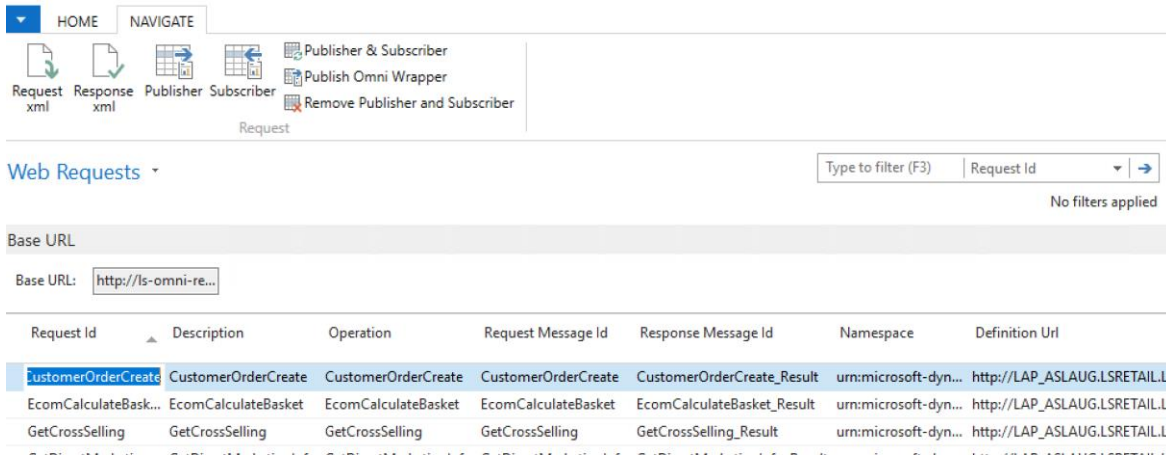 HOME NAVIGATE
Request xml
Response xml
Publisher
Subscriber
Publisher & Subscriber
Publish Omni Wrapper
Remove Publisher and Subscriber
Request
Web Requests
Type to filter (F3) Request Id
No filters applied
Base URL
Base URL: http://ls-omni-re...
Request Id Description Operation Request Message Id Response Message Id Namespace Definition Url
CustomerOrderCreate CustomerOrderCreate CustomerOrderCreate CustomerOrderCreate CustomerOrderCreate_Result urn:microsoft-dyn... http://LAP_ASLAUG.LSRETAIL.L
EcomCalculateBask... EcomCalculateBasket EcomCalculateBasket EcomCalculateBasket EcomCalculateBasket_Result urn:microsoft-dyn... http://LAP_ASLAUG.LSRETAIL.L
GetCrossSelling GetCrossSelling GetCrossSelling GetCrossSelling GetCrossSelling_Result urn:microsoft-dyn... http://LAP_ASLAUG.LSRETAIL.L